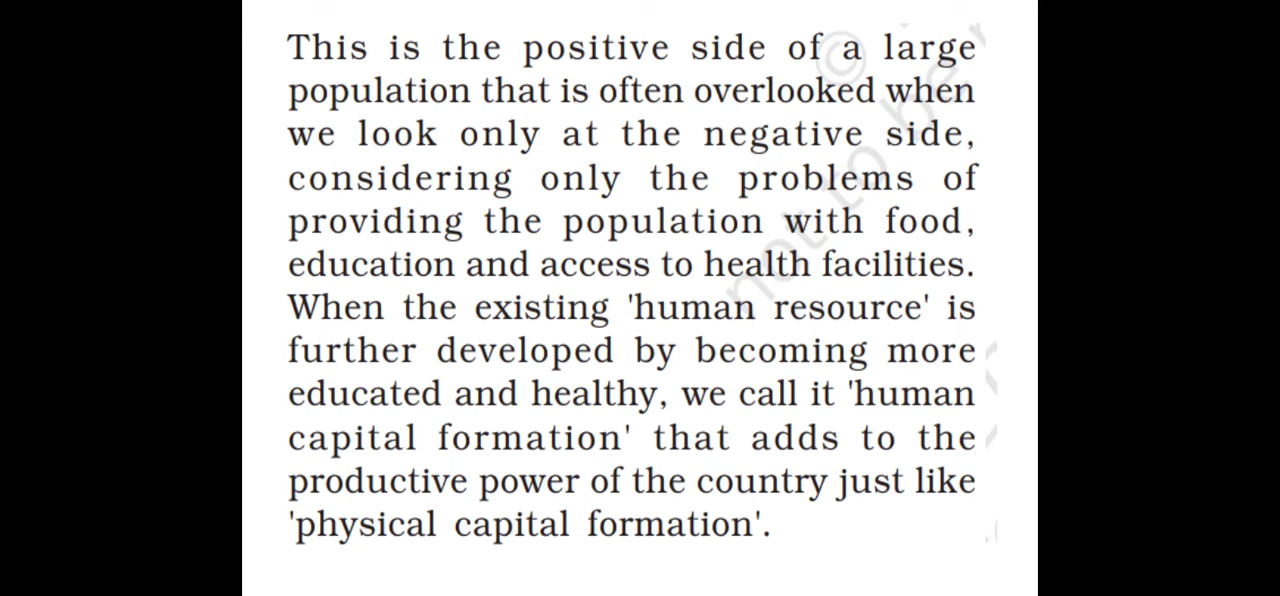 This is the positive side of a large
population that is often overlooked when
we look only at the negative side,
considering only the problems of
providing the population with food,
education and access to health facilities.
When the existing 'human resource' is
further developed by becoming more
educated and healthy, we call it 'human
capital formation' that adds to the
productive power of the country just like
'physical capital formation'.
©
not to be